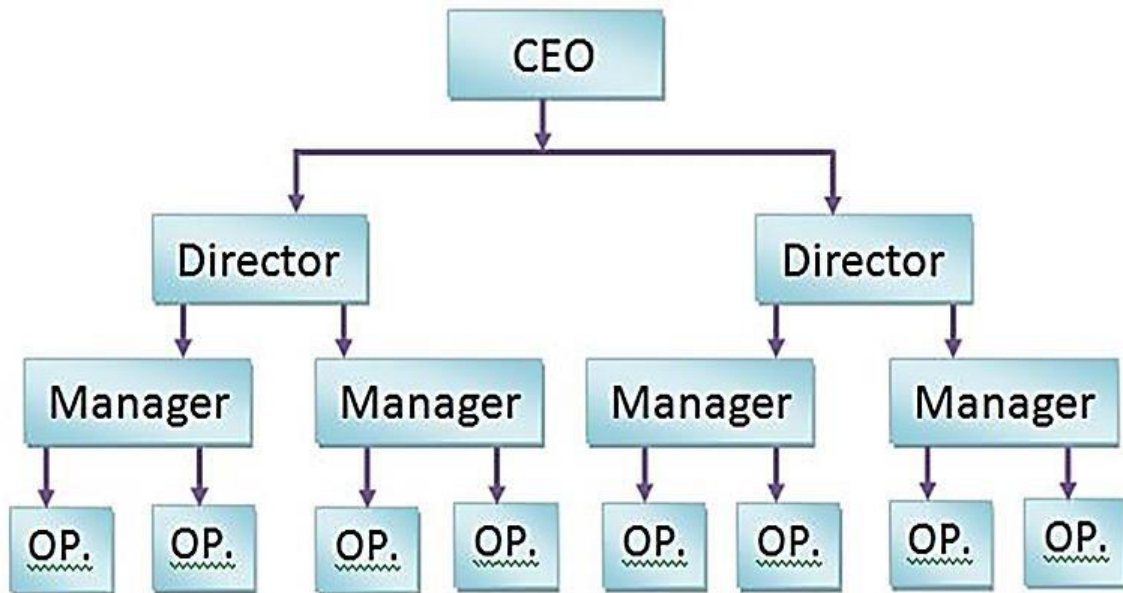 CEO
Director Director
Manager Manager Manager Manager
OP. OP. OP. OP. OP. OP. OP. OP.